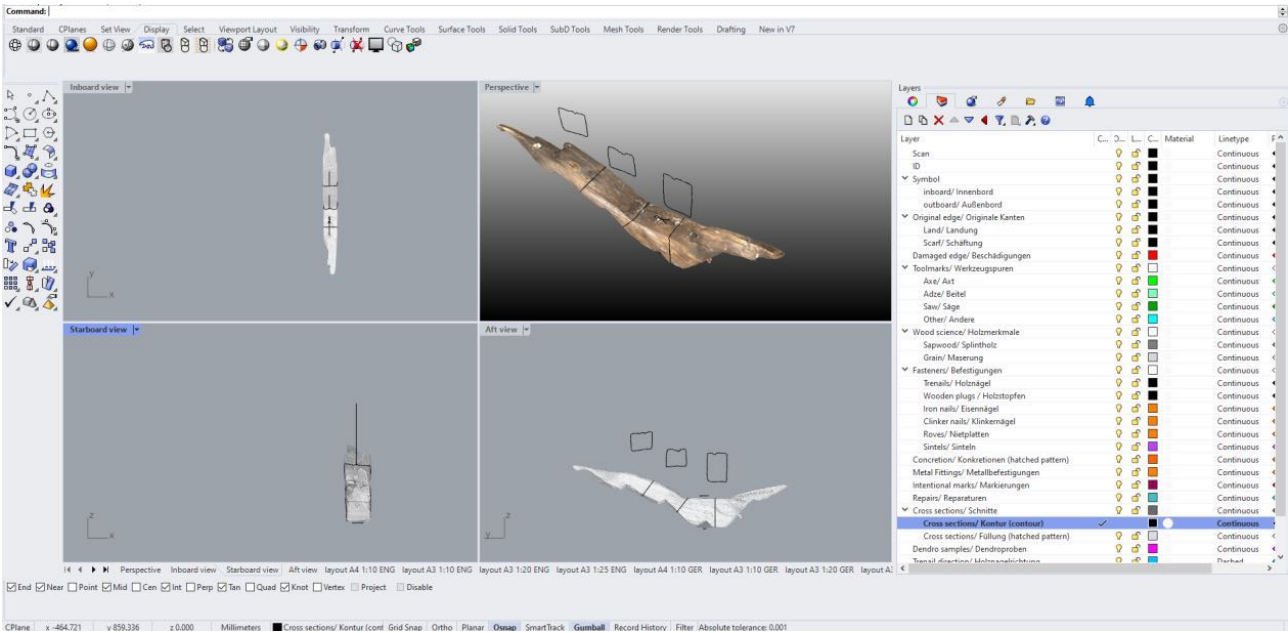 Command:
Standard CPlanes Set View Display Select Viewport Layout Visibility Transform Curve Tools Surface Tools Solid Tools SubD Tools Mesh Tools Render Tools Drafting New in V7
Inboard view
Perspective
Layers
Layer C... O... L... C... Material Linetype
Scan Continuous
ID Continuous
Symbol Continuous
inboard/ Innenbord Continuous
outboard/ Außenbord Continuous
Original edge/ Originale Kanten Continuous
Land/ Landung Continuous
Scarf/ Schäftung Continuous
Damaged edge/ Beschädigungen Continuous
Toolmarks/ Werkzeugspuren Continuous
Axe/ Axt Continuous
Adze/ Beitel Continuous
Saw/ Säge Continuous
y
x
Other/ Andere Continuous
Starboard view
Aft view
Wood science/ Holzmerkmale Continuous
Sapwood/ Splintholz Continuous
Grain/ Maserung Continuous
Fasteners/ Befestigungen Continuous
Trenails/ Holznägel Continuous
Wooden plugs / Holzstopfen Continuous
Iron nails/ Eisennägel Continuous
Clinker nails/ Klinkernägel Continuous
Roves/ Nietplatten Continuous
Sintels/ Sinteln Continuous
Concretion/ Konkretionen (hatched pattern) Continuous
Metal Fittings/ Metallbefestigungen Continuous
Intentional marks/ Markierungen Continuous
Repairs/ Reparaturen Continuous
Cross sections/ Schnitte Continuous
z
x
z
y
Cross sections/ Kontur (contour) Continuous
Cross sections/ Füllung (hatched pattern) Continuous
Dendro samples/ Dendroproben Continuous
Trenail direction/ Holznagelrichtung Dashed
Perspective Inboard view Starboard view Aft view layout A4 1:10 ENG layout A3 1:10 ENG layout A3 1:20 ENG layout A3 1:25 ENG layout A4 1:10 GER layout A3 1:10 GER layout A3 1:20 GER layout A3
End Near Point Mid Cen Int Perp Tan Quad Knot Vertex Project Disable
CPlane x -464.721 y 859.336 z 0.000 Millimeters Cross sections/ Kontur (cont Grid Snap Ortho Planar Osnap SmartTrack Gumball Record History Filter Absolute tolerance: 0.001